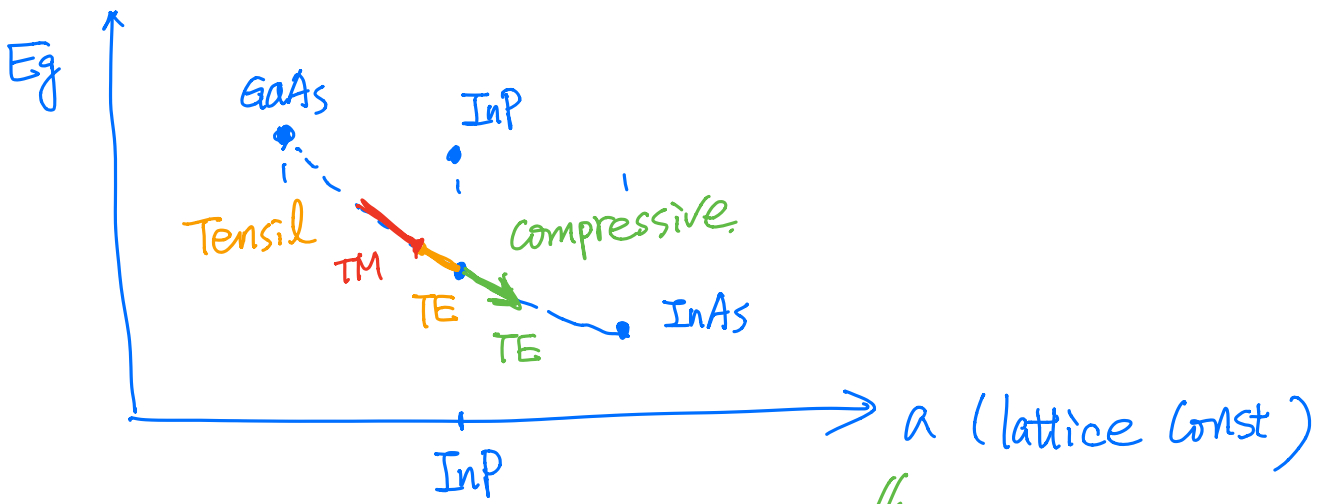 Eg
GaAs
InP
Tensil
compressive.
TM
TE
InAs
TE
a (lattice const)
InP